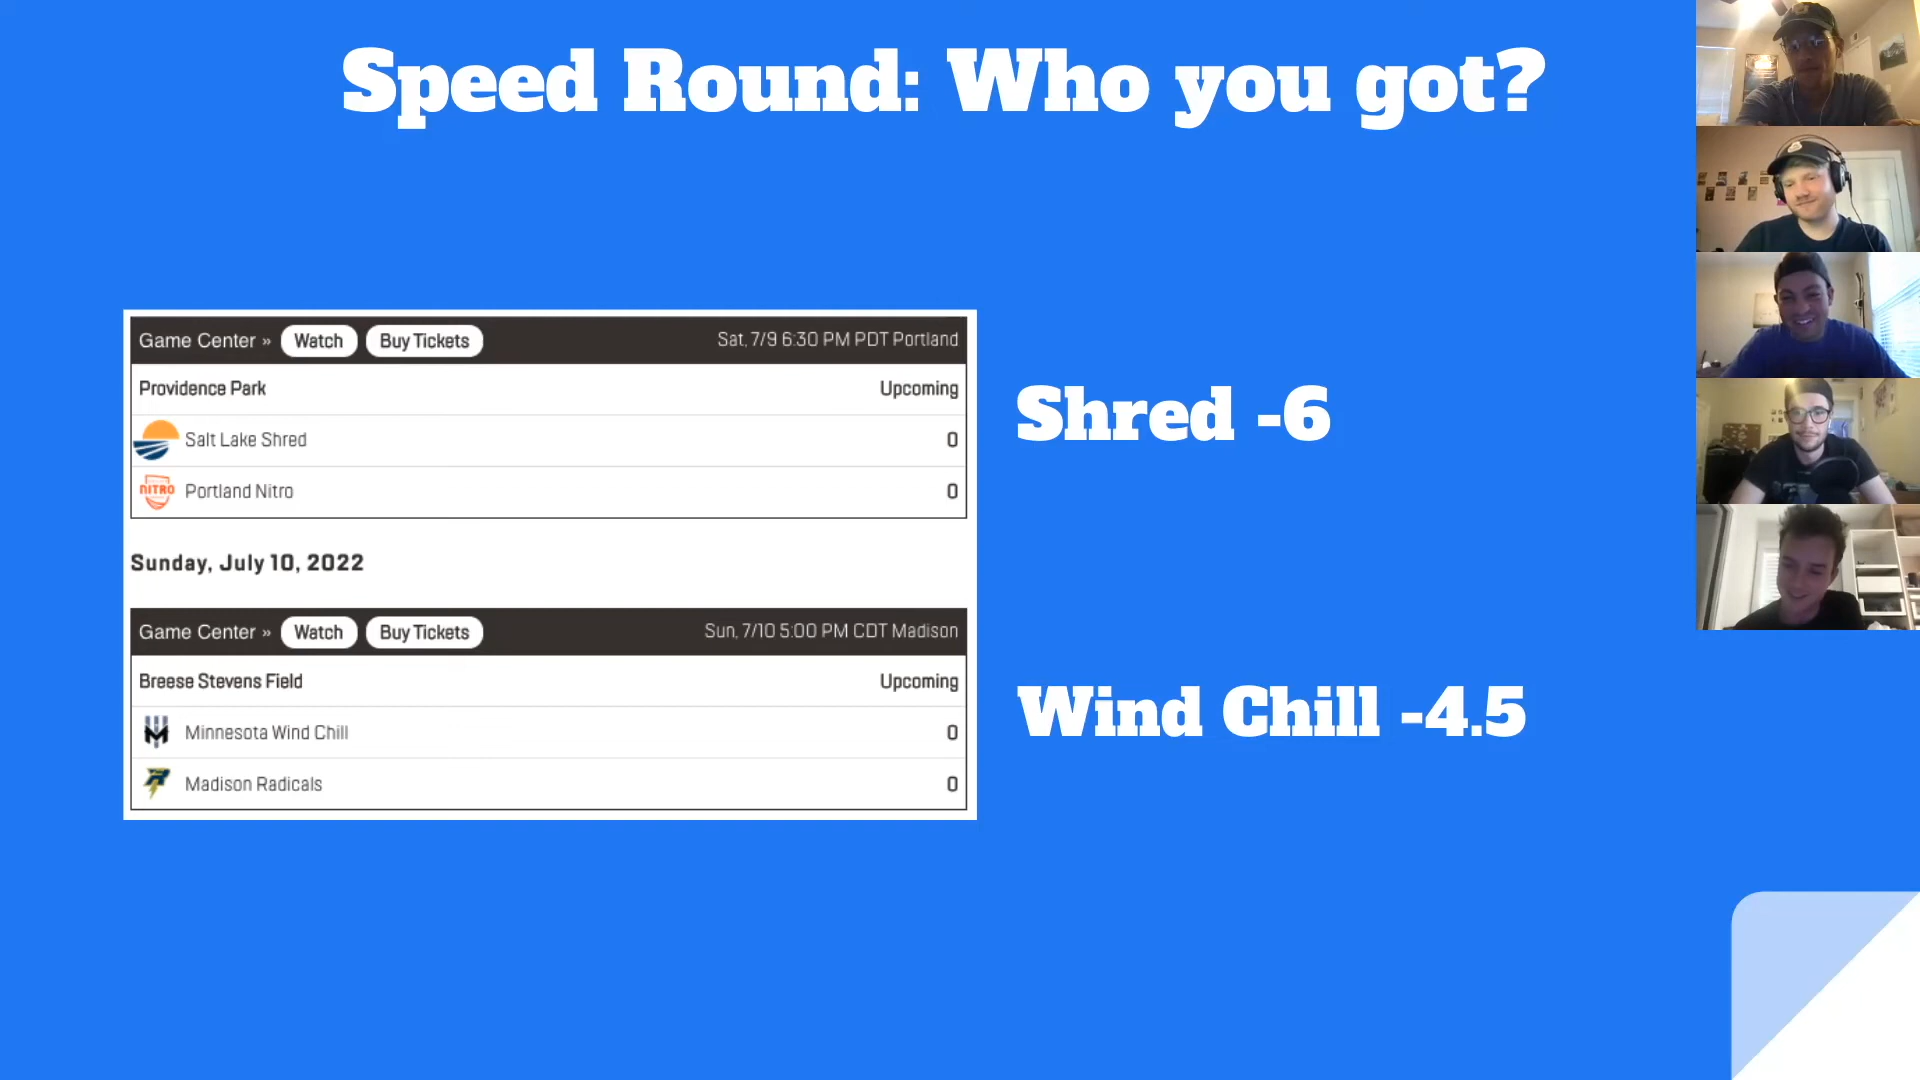 Speed Round: Who you got?
Game Center » Watch Buy Tickets Sat, 7/9 6:30 PM PDT Portland
Providence Park Upcoming
Salt Lake Shred 0
NITRO Portland Nitro 0
Shred -6
Sunday, July 10, 2022
Game Center » Watch Buy Tickets Sun, 7/10 5:00 PM CDT Madison
Breese Stevens Field Upcoming
Minnesota Wind Chill 0
Madison Radicals 0
Wind Chill -4.5